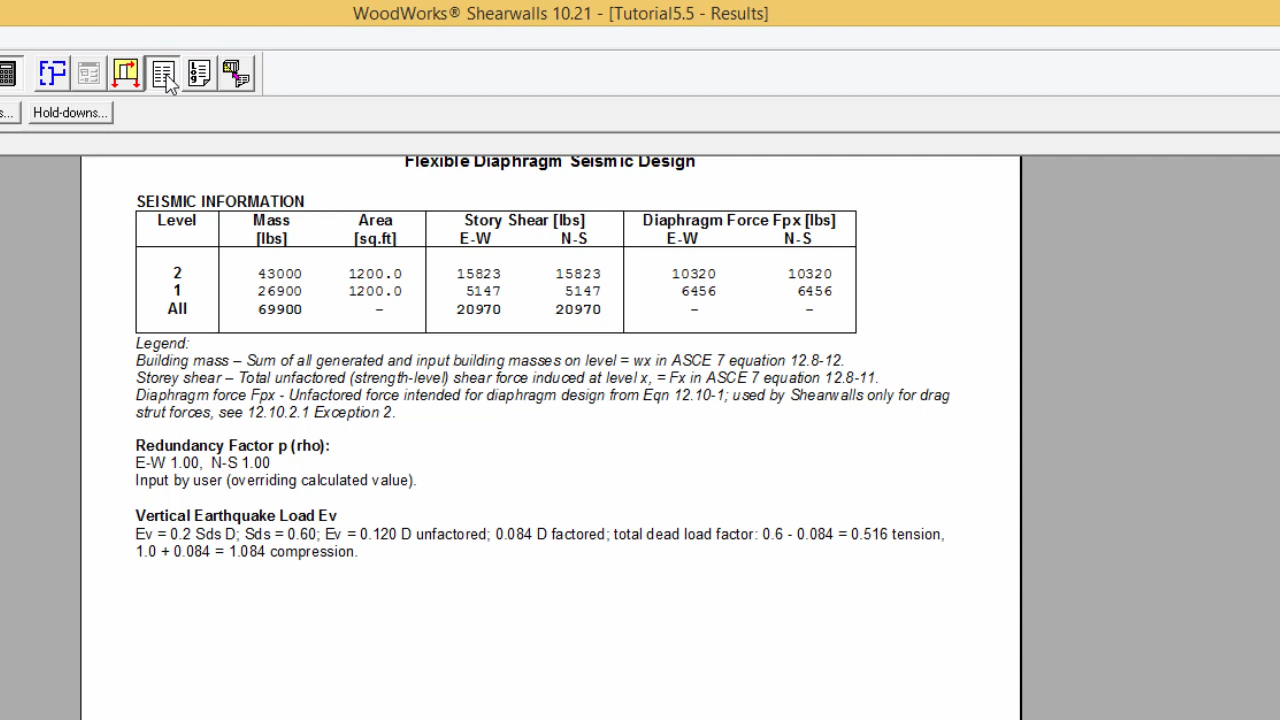 WoodWorks® Shearwalls 10.21 - [Tutorial5.5 - Results]
LOG
s... Hold-downs...
Flexible Diaphragm Seismic Design
SEISMIC INFORMATION
Level Mass Area Story Shear [lbs] Diaphragm Force Fpx [lbs]
[lbs] [sq.ft] E-W N-S E-W N-S
2 43000 1200.0 15823 15823 10320 10320
1 26900 1200.0 5147 5147 6456 6456
All 69900 - 20970 20970 - -
Legend:
Building mass – Sum of all generated and input building masses on level = wx in ASCE 7 equation 12.8-12.
Storey shear – Total unfactored (strength-level) shear force induced at level x, = Fx in ASCE 7 equation 12.8-11.
Diaphragm force Fpx - Unfactored force intended for diaphragm design from Eqn 12.10-1; used by Shearwalls only for drag
strut forces, see 12.10.2.1 Exception 2.
Redundancy Factor p (rho):
E-W 1.00, N-S 1.00
Input by user (overriding calculated value).
Vertical Earthquake Load Ev
Ev = 0.2 Sds D; Sds = 0.60; Ev = 0.120 D unfactored; 0.084 D factored; total dead load factor: 0.6 - 0.084 = 0.516 tension,
1.0 + 0.084 = 1.084 compression.